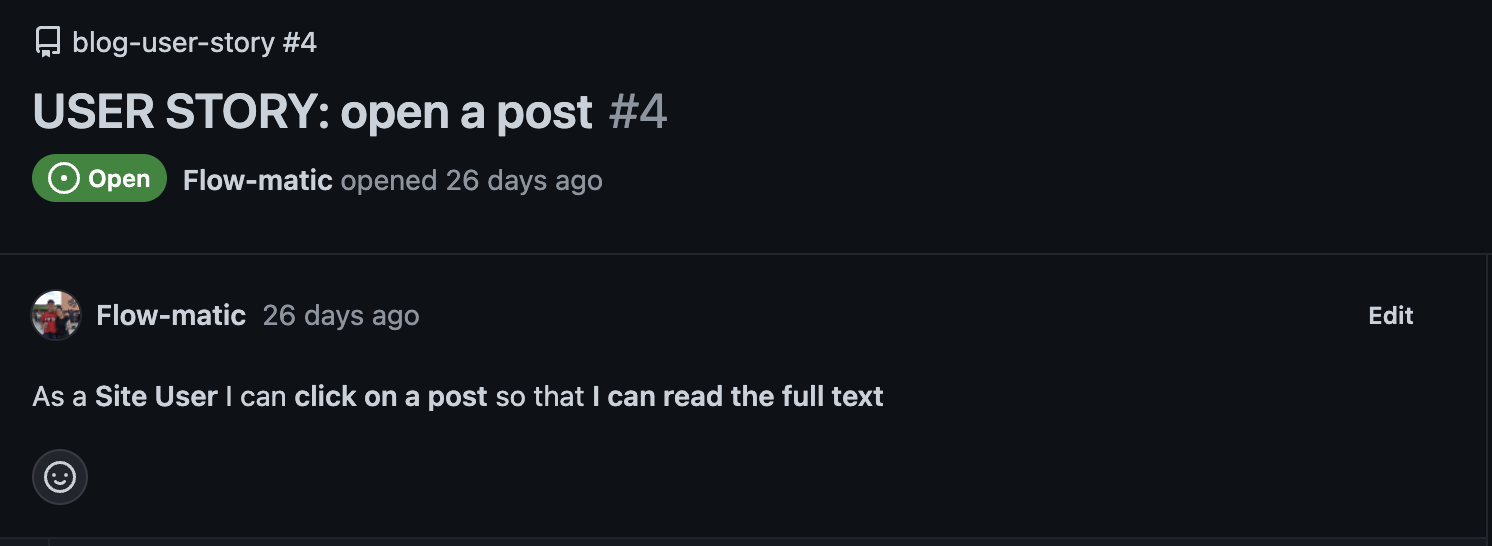 blog-user-story #4
USER STORY: open a post #4
Open Flow-matic opened 26 days ago
Flow-matic 26 days ago Edit
As a Site User I can click on a post so that I can read the full text